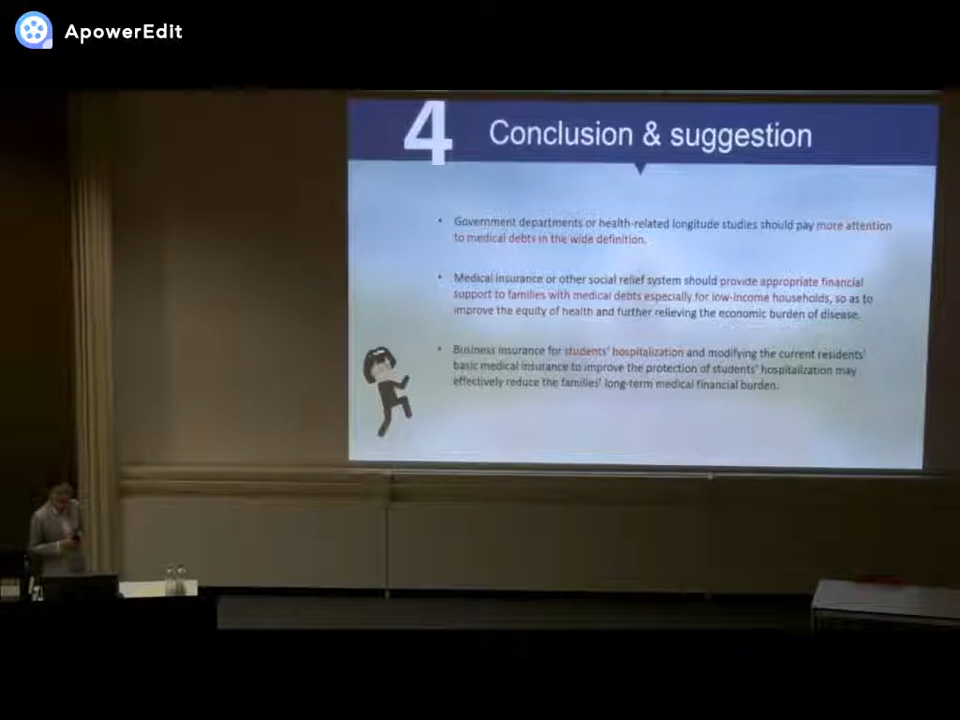 ApowerEdit
4 Conclusion & suggestion
• Government departments or health-related longitude studies should pay more attention
to medical debts in the wide definition.
• Medical insurance or other social relief system should provide appropriate financial
support to families with medical debts especially for low-income households, so as to
improve the equity of health and further relieving the economic burden of disease.
• Business insurance for students' hospitalization and modifying the current residents'
basic medical insurance to improve the protection of students' hospitalization may
effectively reduce the families' long-term medical financial burden.